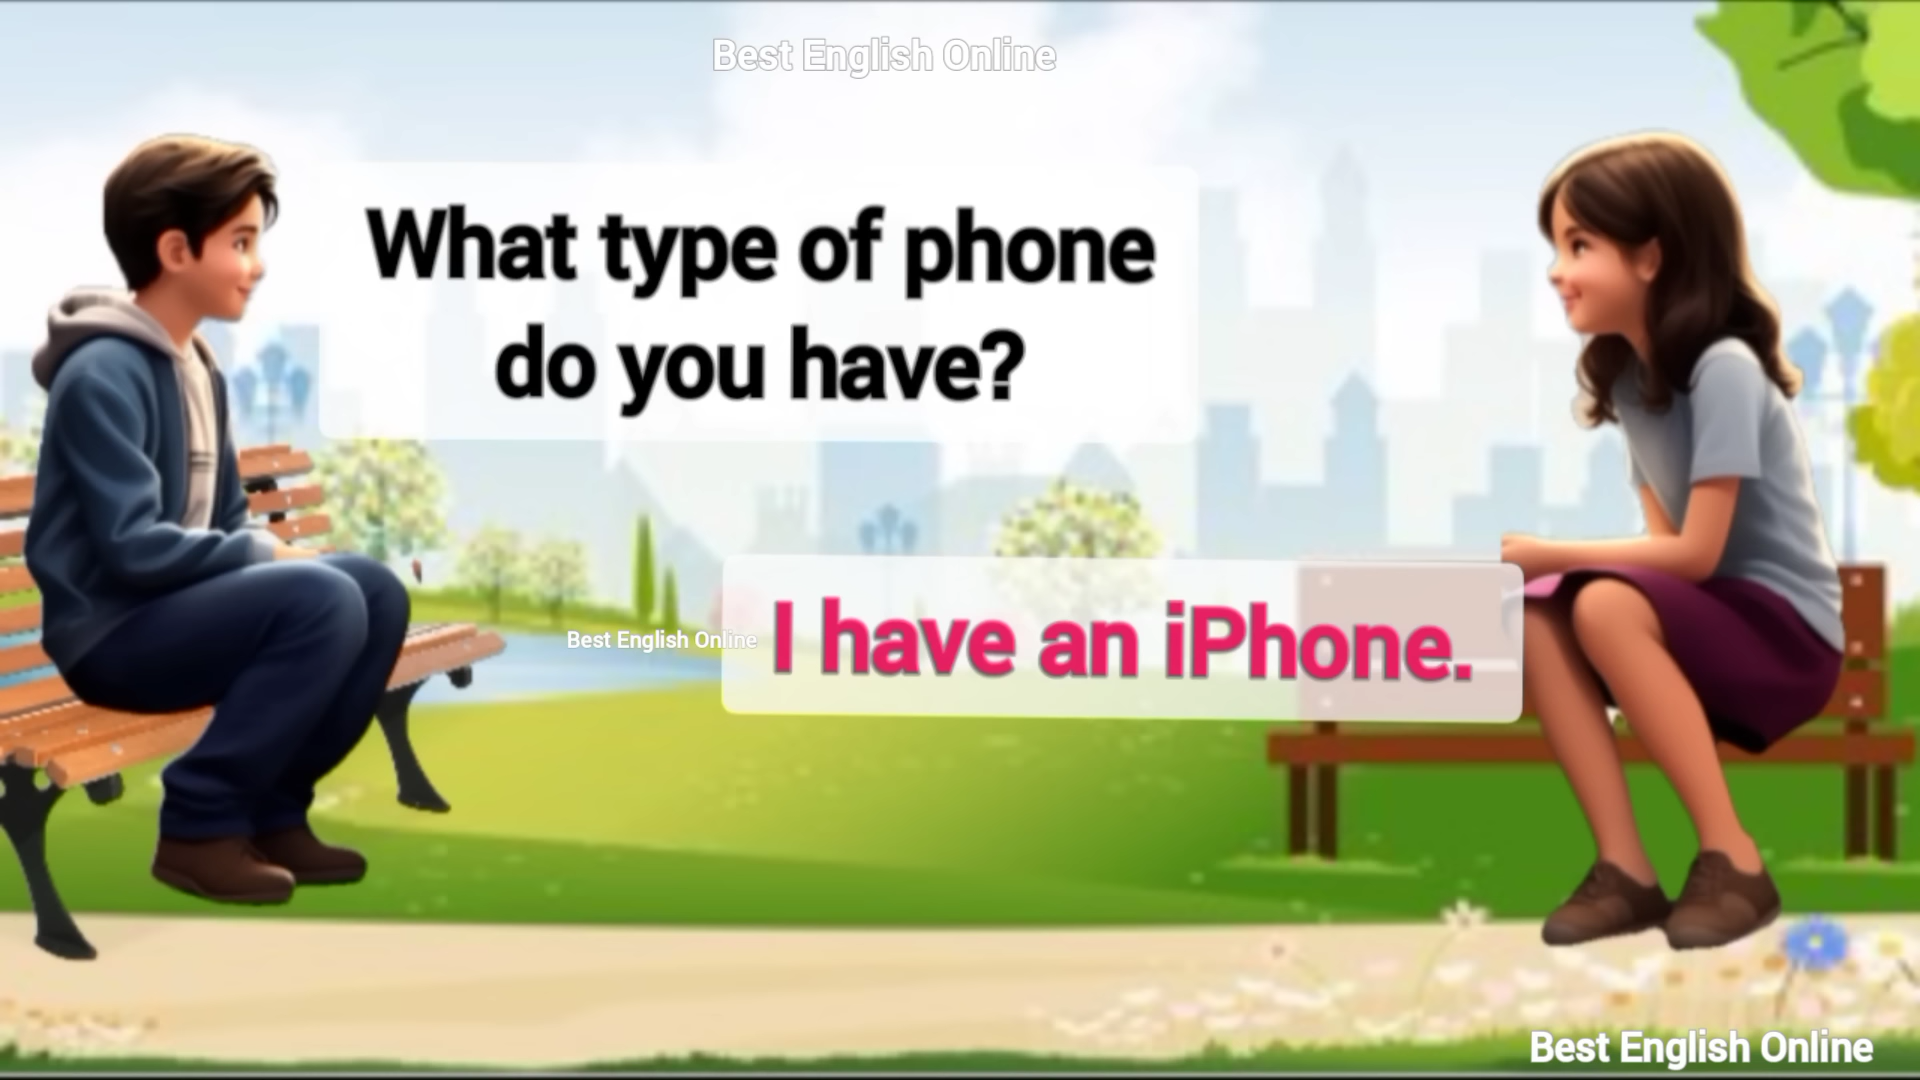 Best English Online
What type of phone
do you have?
Best English Online
I have an iPhone.
Best English Online